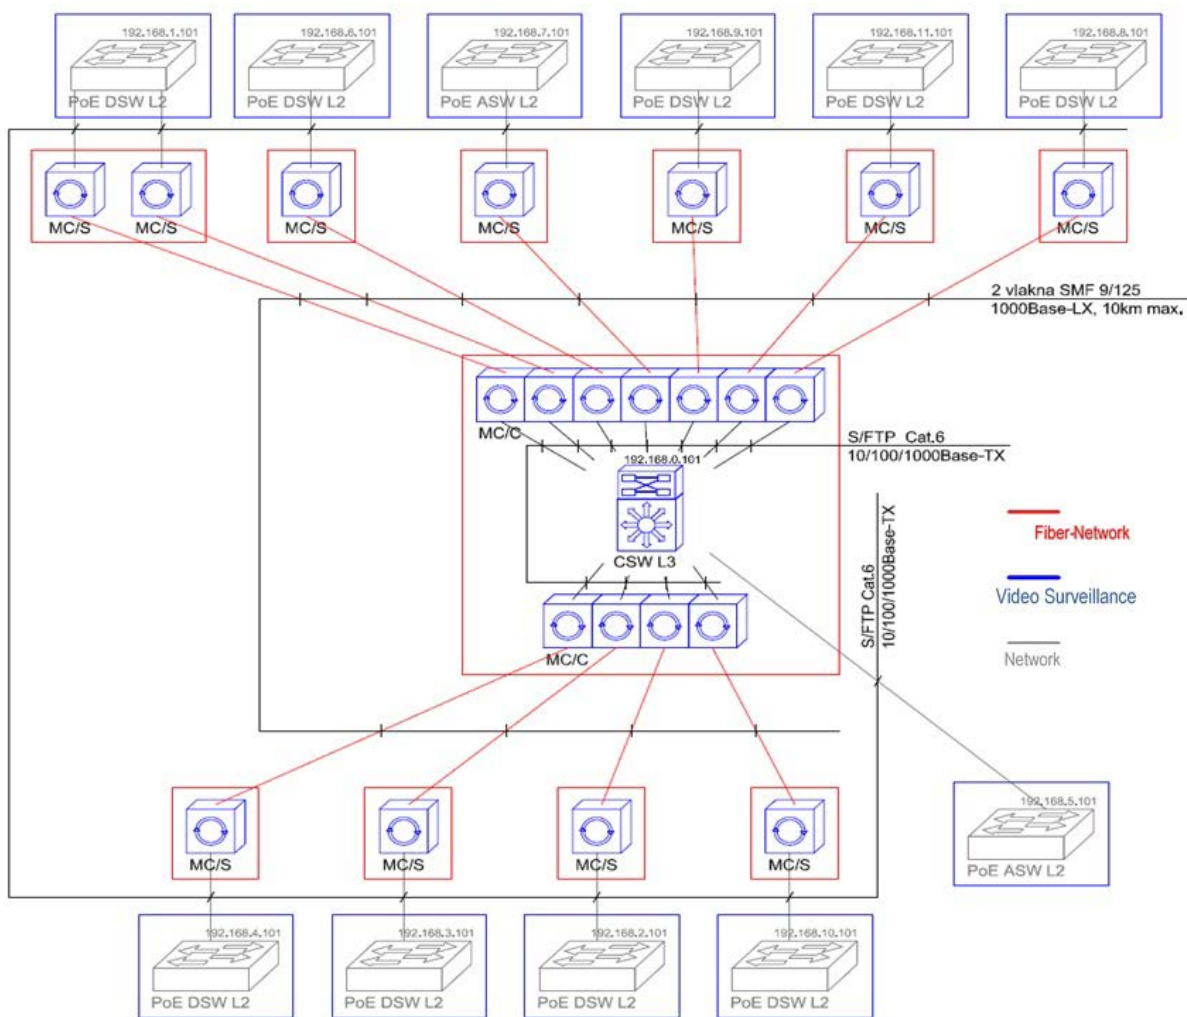 192.168.1.101
192.168.6.101
192.168.7.101
192.168.9.101
192.168.11.101
192.168.8.101
PoE DSW L2
PoE DSW L2
PoE ASW L2
PoE DSW L2
PoE DSW L2
PoE DSW L2
MC/S
MC/S
MC/S
MC/S
MC/S
MC/S
MC/S
2 vlakna SMF 9/125
1000Base-LX, 10km max.
MC/C
S/FTP Cat.6
10/100/1000Base-TX
192.168.0.101
CSW L3
S/FTP Cat.6
10/100/1000Base-TX
Fiber-Network
Video Surveillance
Network
MC/C
192.168.5.101
PoE ASW L2
MC/S
MC/S
MC/S
MC/S
192.168.4.101
192.168.3.101
192.168.2.101
192.168.10.101
PoE DSW L2
PoE DSW L2
PoE DSW L2
PoE DSW L2